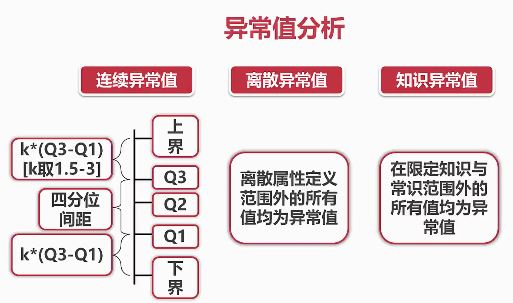 异常值分析
连续异常值
离散异常值
知识异常值
k*(Q3-Q1)
[k取1.5-3]
四分位
间距
k*(Q3-Q1)
上
界
Q3
Q2
Q1
下
界
离散属性定义
范围外的所有
值均为异常值
在限定知识与
常识范围外的
所有值均为异
常值